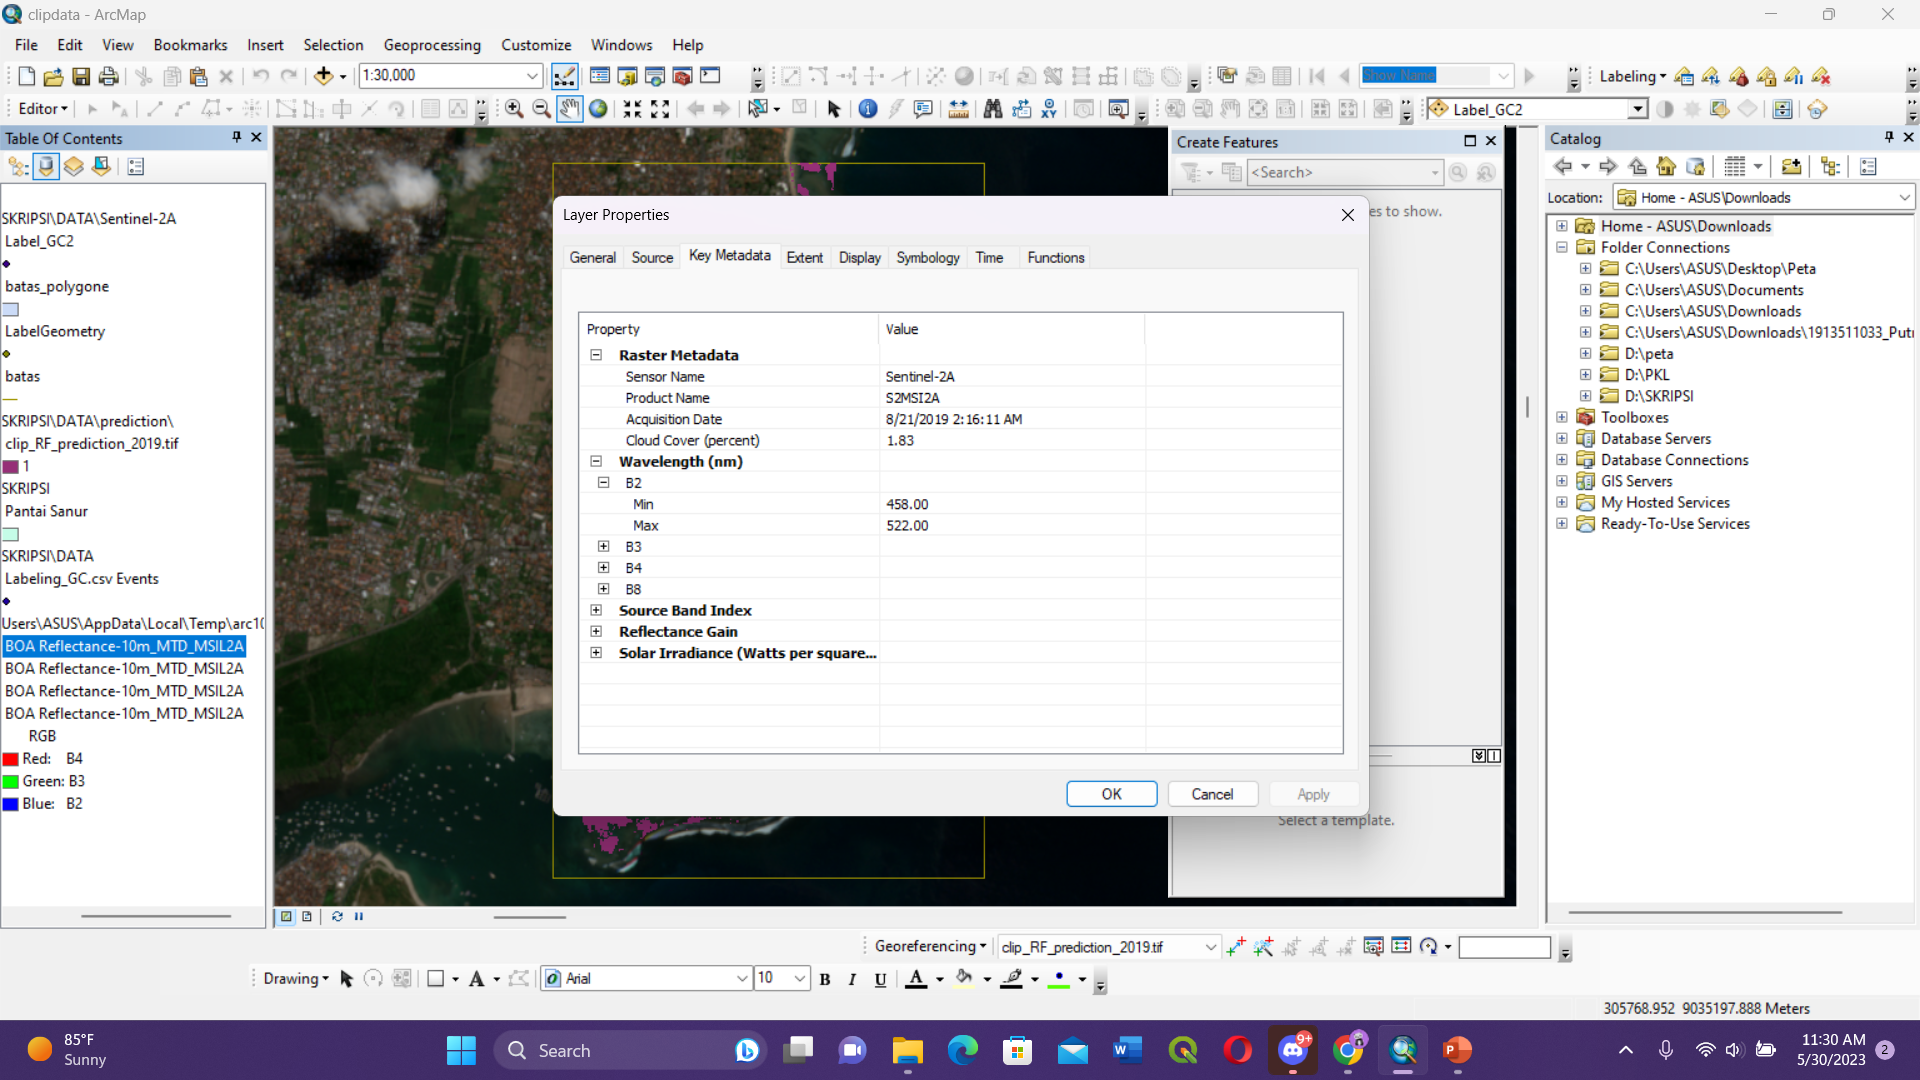 clipdata - ArcMap
File Edit View Bookmarks Insert Selection Geoprocessing Customize Windows Help
1:30,000 Show Name Labeling
Editor Label_GC2
Table Of Contents
SKRIPSI\DATA\Sentinel-2A
Label_GC2
batas_polygone
LabelGeometry
batas
SKRIPSI\DATA\prediction\
clip_RF_prediction_2019.tif
1
SKRIPSI
Pantai Sanur
SKRIPSI\DATA
Labeling_GC.csv Events
Users\ASUS\AppData\Local\Temp\arc10
BOA Reflectance-10m_MTD_MSIL2A
BOA Reflectance-10m_MTD_MSIL2A
BOA Reflectance-10m_MTD_MSIL2A
BOA Reflectance-10m_MTD_MSIL2A
RGB
Red: B4
Green: B3
Blue: B2
Layer Properties
General Source Key Metadata Extent Display Symbology Time Functions
Property Value
Raster Metadata
Sensor Name Sentinel-2A
Product Name S2MSI2A
Acquisition Date 8/21/2019 2:16:11 AM
Cloud Cover (percent) 1.83
Wavelength (nm)
B2
Min 458.00
Max 522.00
B3
B4
B8
Source Band Index
Reflectance Gain
Solar Irradiance (Watts per square...
OK Cancel Apply
Create Features
<Search>
es to show.
Select a template.
Catalog
Location: Home - ASUS\Downloads
Home - ASUS\Downloads
Folder Connections
C:\Users\ASUS\Desktop\Peta
C:\Users\ASUS\Documents
C:\Users\ASUS\Downloads
C:\Users\ASUS\Downloads\1913511033_Putr
D:\peta
D:\PKL
D:\SKRIPSI
Toolboxes
Database Servers
Database Connections
GIS Servers
My Hosted Services
Ready-To-Use Services
Georeferencing clip_RF_prediction_2019.tif
Drawing A Arial 10 B I U A
305768.952 9035197.888 Meters
85°F
Sunny
Search
9+
11:30 AM
5/30/2023
2